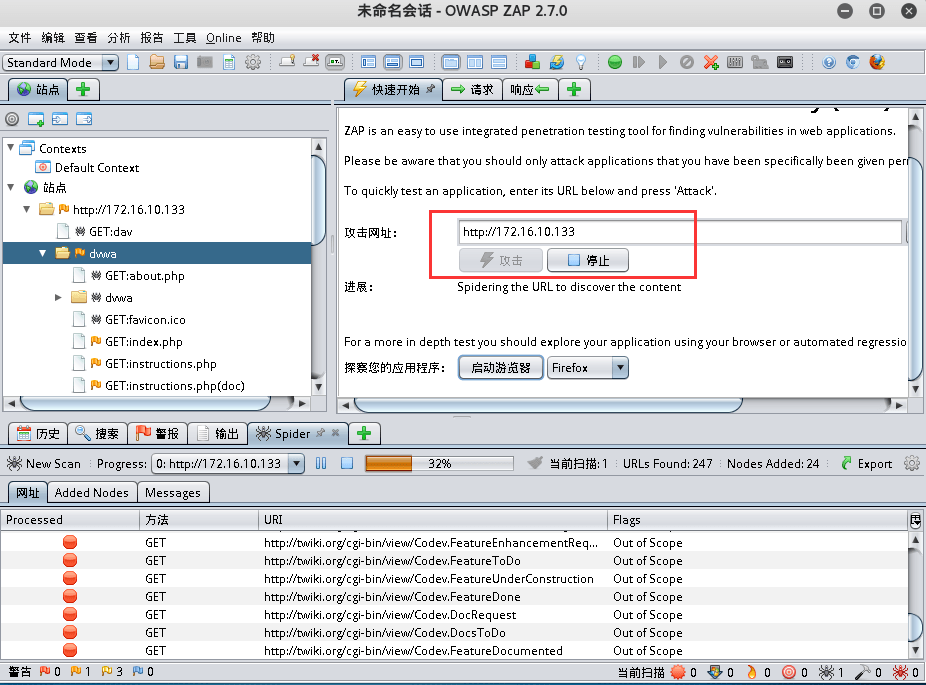 未命名会话 - OWASP ZAP 2.7.0
文件 编辑 查看 分析 报告 工具 Online 帮助
Standard Mode
站点
快速开始 请求 响应
ZAP is an easy to use integrated penetration testing tool for finding vulnerabilities in web applications.
Please be aware that you should only attack applications that you have been specifically been given
To quickly test an application, enter its URL below and press 'Attack'.
攻击网址: http://172.16.10.133
攻击 停止
进展: Spidering the URL to discover the content
For a more in depth test you should explore your application using your browser or automated
探察您的应用程序: 启动游览器 Firefox
Contexts
Default Context
站点
http://172.16.10.133
GET:dav
dvwa
GET:about.php
dvwa
GET:favicon.ico
GET:index.php
GET:instructions.php
GET:instructions.php(doc)
历史 搜索 警报 输出 Spider
New Scan Progress: 0: http://172.16.10.133 32% 当前扫描:1 URLs Found: 247 Nodes Added: 24 Export
网址 Added Nodes Messages
Processed 方法 URI Flags
GET http://twiki.org/cgi-bin/view/Codev.FeatureEnhancementReq... Out of Scope
GET http://twiki.org/cgi-bin/view/Codev.FeatureToDo Out of Scope
GET http://twiki.org/cgi-bin/view/Codev.FeatureUnderConstruction Out of Scope
GET http://twiki.org/cgi-bin/view/Codev.FeatureDone Out of Scope
GET http://twiki.org/cgi-bin/view/Codev.DocRequest Out of Scope
GET http://twiki.org/cgi-bin/view/Codev.DocsToDo Out of Scope
GET http://twiki.org/cgi-bin/view/Codev.FeatureDocumented Out of Scope
警告 0 1 3 0 当前扫描 0 0 0 0 1 0 0